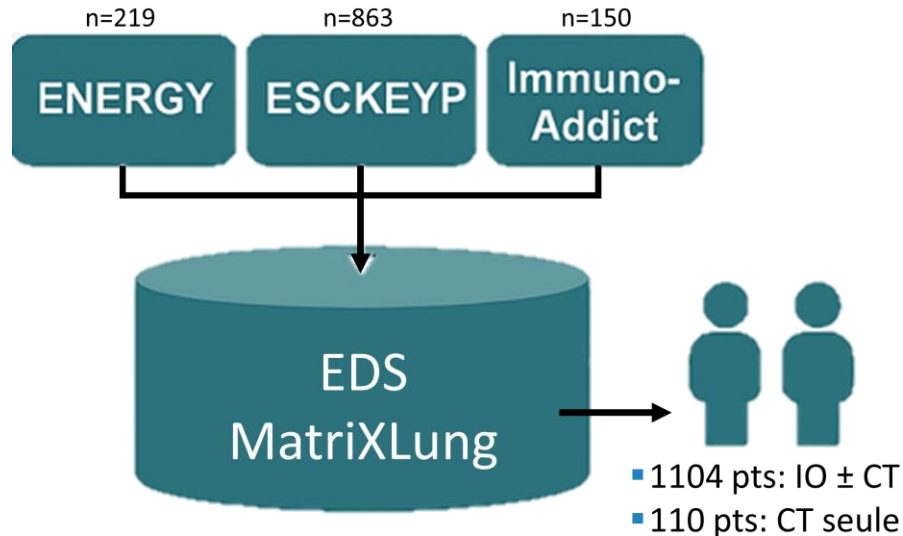 n=219
n=863
n=150
ENERGY
ESCKEYP
Immuno-
Addict
EDS
MatriXLung
▪ 1104 pts: IO ± CT
▪ 110 pts: CT seule